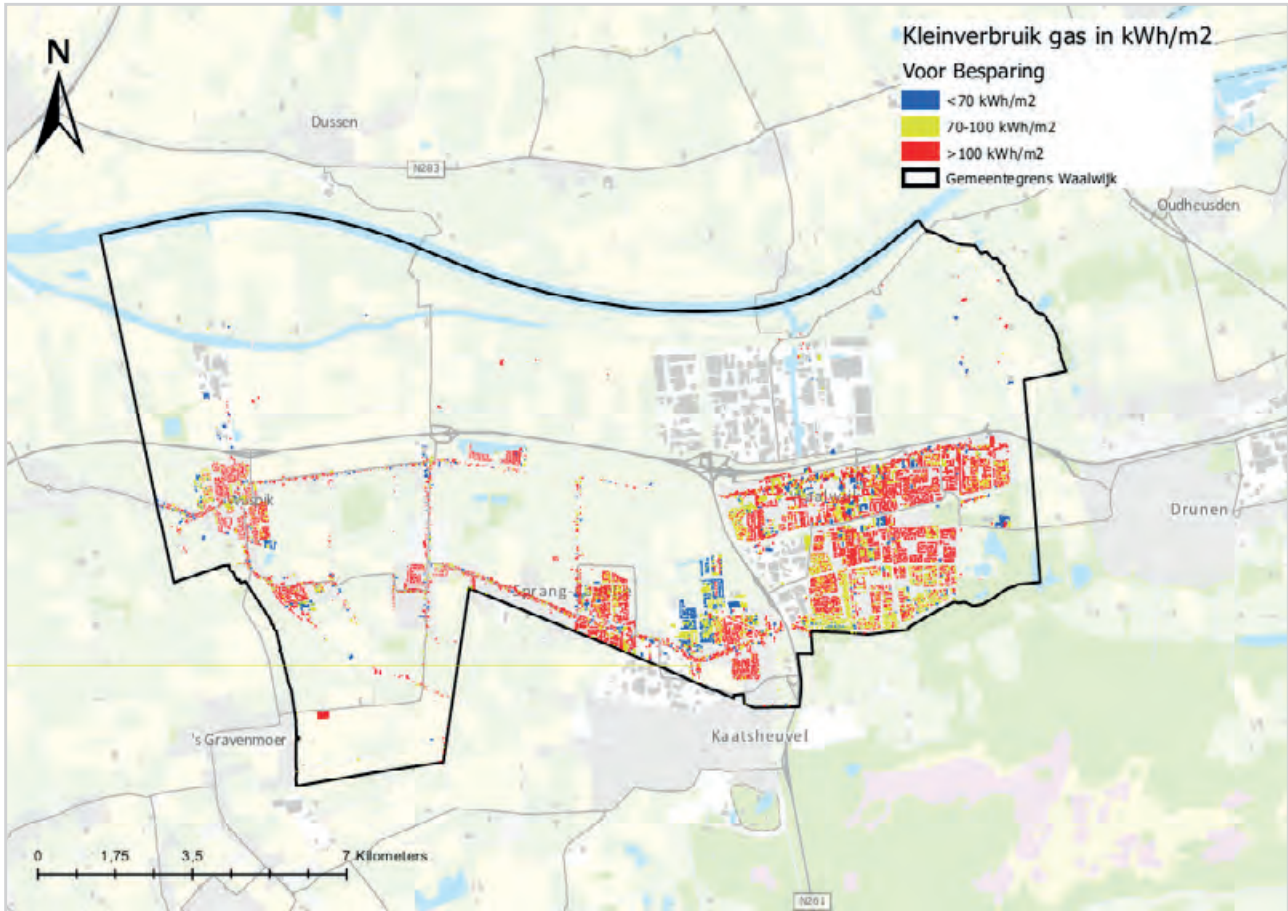 Kleinverbruik gas in kWh/m2
Voor Besparing
<70 kWh/m2
70-100 kWh/m2
>100 kWh/m2
Gemeentegrens Waalwijk
N
Dussen
N283
Oudheusden
Drunen
Kaatsheuvel
's Gravenmoer
0 1,75 3,5 7 Kilometers
N261